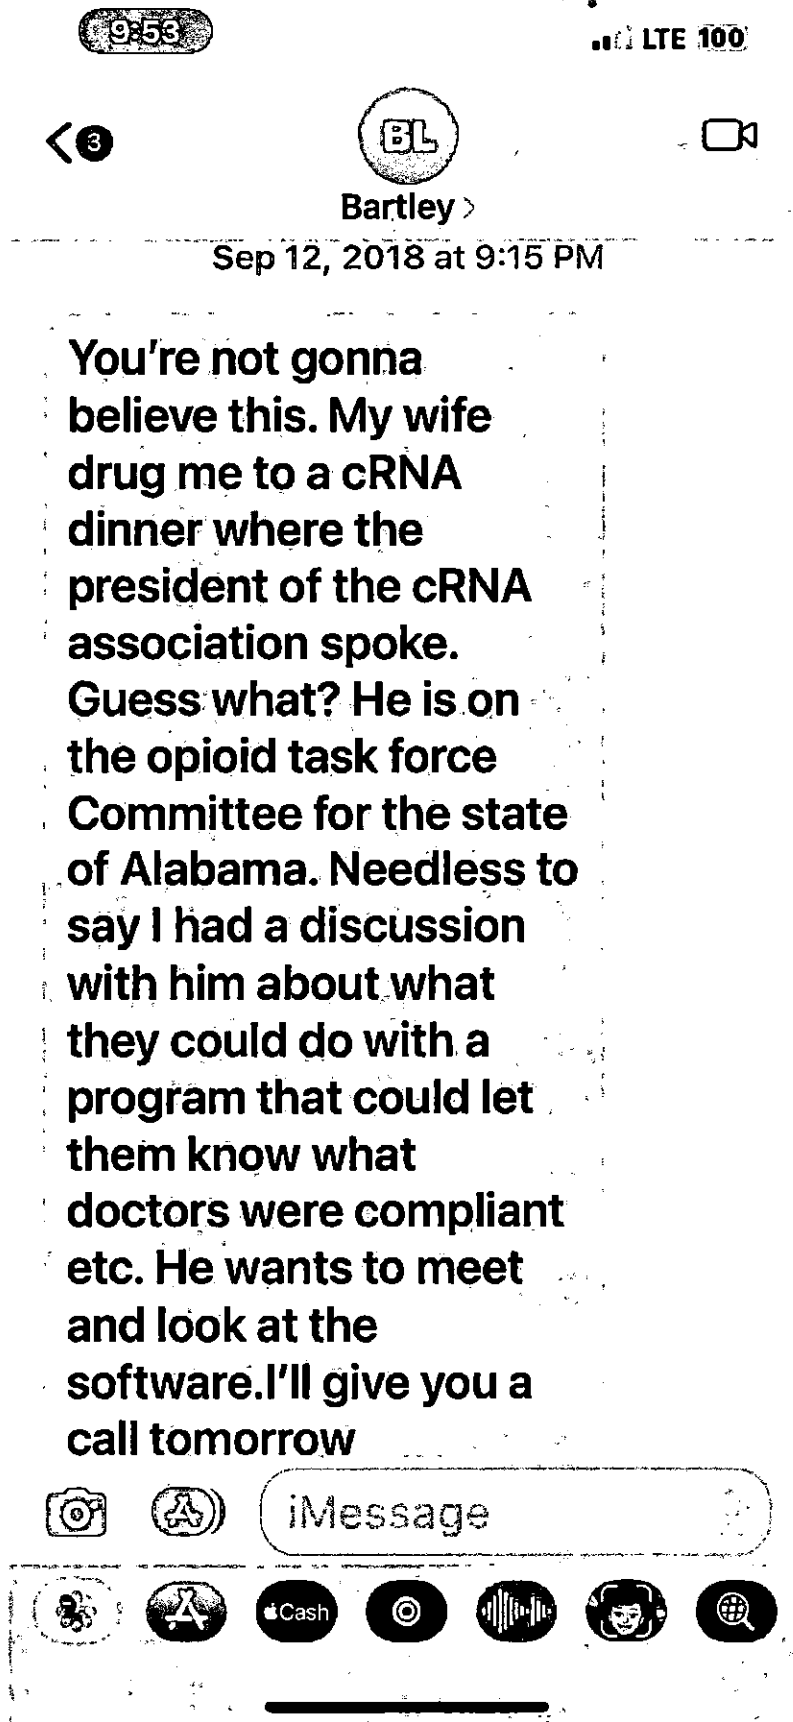 9:53
LTE 100
3
BL
Bartley
Sep 12, 2018 at 9:15 PM
You're not gonna
believe this. My wife
drug me to a cRNA
dinner where the
president of the cRNA
association spoke.
Guess what? He is on
the opioid task force
Committee for the state
of Alabama. Needless to
say I had a discussion
with him about what
they could do with a
program that could let
them know what
doctors were compliant
etc. He wants to meet
and look at the
software.I'll give you a
call tomorrow
iMessage
Cash